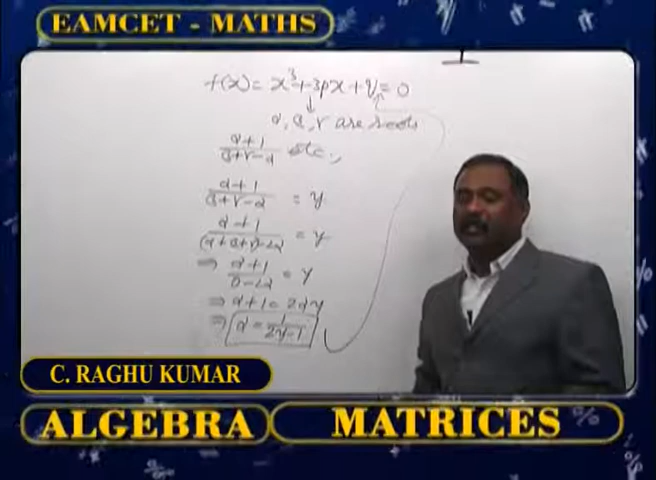 EAMCET - MATHS
f(x) = x³ + 3px + q = 0
α, β, γ are roots
α+1 / β+γ-α etc.,
α+1 / β+γ-α = y
α+1 / (α+β+γ)-2α = y
⇒ α+1 / 0-2α = y
⇒ α+1 = 2αy
⇒ α = 1 / 2y-1
C. RAGHU KUMAR
ALGEBRA
MATRICES